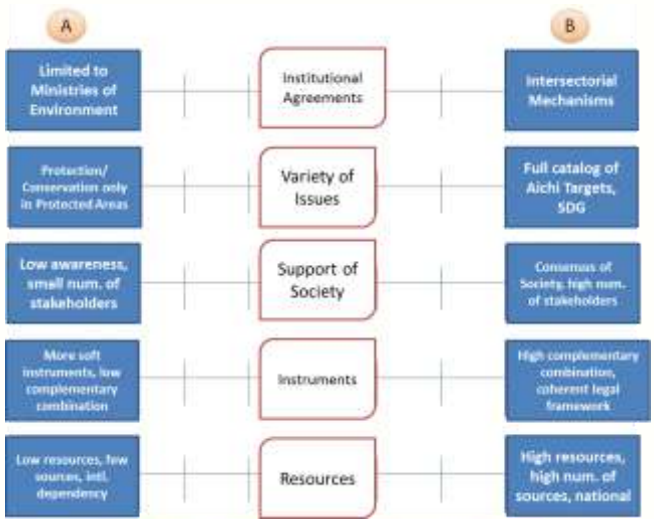 A
B
Limited to
Ministries of
Environment
Institutional
Agreements
Intersectorial
Mechanisms
Protection/
Conservation only
in Protected Areas
Variety of
Issues
Full catalog of
Aichi Targets,
SDG
Low awareness,
small num. of
stakeholders
Support of
Society
Consensus of
Society, high num.
of stakeholders
More soft
instruments, low
complementary
combination
Instruments
High complementary
combination,
coherent legal
framework
Low resources, few
sources, intl.
dependency
Resources
High resources,
high num. of
sources, national